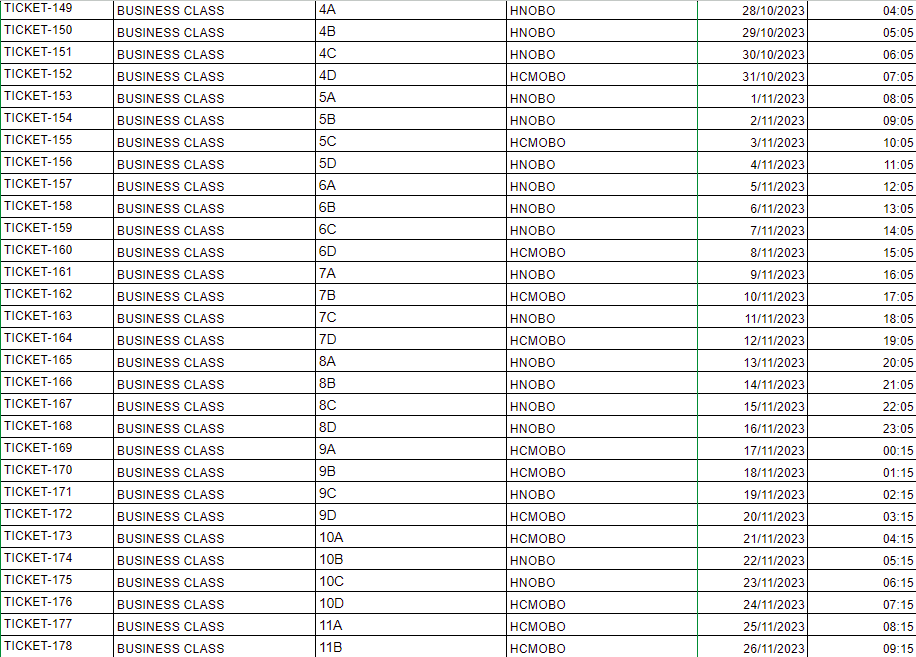 TICKET-149 BUSINESS CLASS 4A HNOBO 28/10/2023 04:05
TICKET-150 BUSINESS CLASS 4B HNOBO 29/10/2023 05:05
TICKET-151 BUSINESS CLASS 4C HNOBO 30/10/2023 06:05
TICKET-152 BUSINESS CLASS 4D HCMOBO 31/10/2023 07:05
TICKET-153 BUSINESS CLASS 5A HNOBO 1/11/2023 08:05
TICKET-154 BUSINESS CLASS 5B HNOBO 2/11/2023 09:05
TICKET-155 BUSINESS CLASS 5C HCMOBO 3/11/2023 10:05
TICKET-156 BUSINESS CLASS 5D HNOBO 4/11/2023 11:05
TICKET-157 BUSINESS CLASS 6A HNOBO 5/11/2023 12:05
TICKET-158 BUSINESS CLASS 6B HNOBO 6/11/2023 13:05
TICKET-159 BUSINESS CLASS 6C HNOBO 7/11/2023 14:05
TICKET-160 BUSINESS CLASS 6D HCMOBO 8/11/2023 15:05
TICKET-161 BUSINESS CLASS 7A HNOBO 9/11/2023 16:05
TICKET-162 BUSINESS CLASS 7B HCMOBO 10/11/2023 17:05
TICKET-163 BUSINESS CLASS 7C HNOBO 11/11/2023 18:05
TICKET-164 BUSINESS CLASS 7D HCMOBO 12/11/2023 19:05
TICKET-165 BUSINESS CLASS 8A HNOBO 13/11/2023 20:05
TICKET-166 BUSINESS CLASS 8B HNOBO 14/11/2023 21:05
TICKET-167 BUSINESS CLASS 8C HNOBO 15/11/2023 22:05
TICKET-168 BUSINESS CLASS 8D HNOBO 16/11/2023 23:05
TICKET-169 BUSINESS CLASS 9A HCMOBO 17/11/2023 00:15
TICKET-170 BUSINESS CLASS 9B HCMOBO 18/11/2023 01:15
TICKET-171 BUSINESS CLASS 9C HNOBO 19/11/2023 02:15
TICKET-172 BUSINESS CLASS 9D HCMOBO 20/11/2023 03:15
TICKET-173 BUSINESS CLASS 10A HCMOBO 21/11/2023 04:15
TICKET-174 BUSINESS CLASS 10B HNOBO 22/11/2023 05:15
TICKET-175 BUSINESS CLASS 10C HNOBO 23/11/2023 06:15
TICKET-176 BUSINESS CLASS 10D HCMOBO 24/11/2023 07:15
TICKET-177 BUSINESS CLASS 11A HCMOBO 25/11/2023 08:15
TICKET-178 BUSINESS CLASS 11B HCMOBO 26/11/2023 09:15